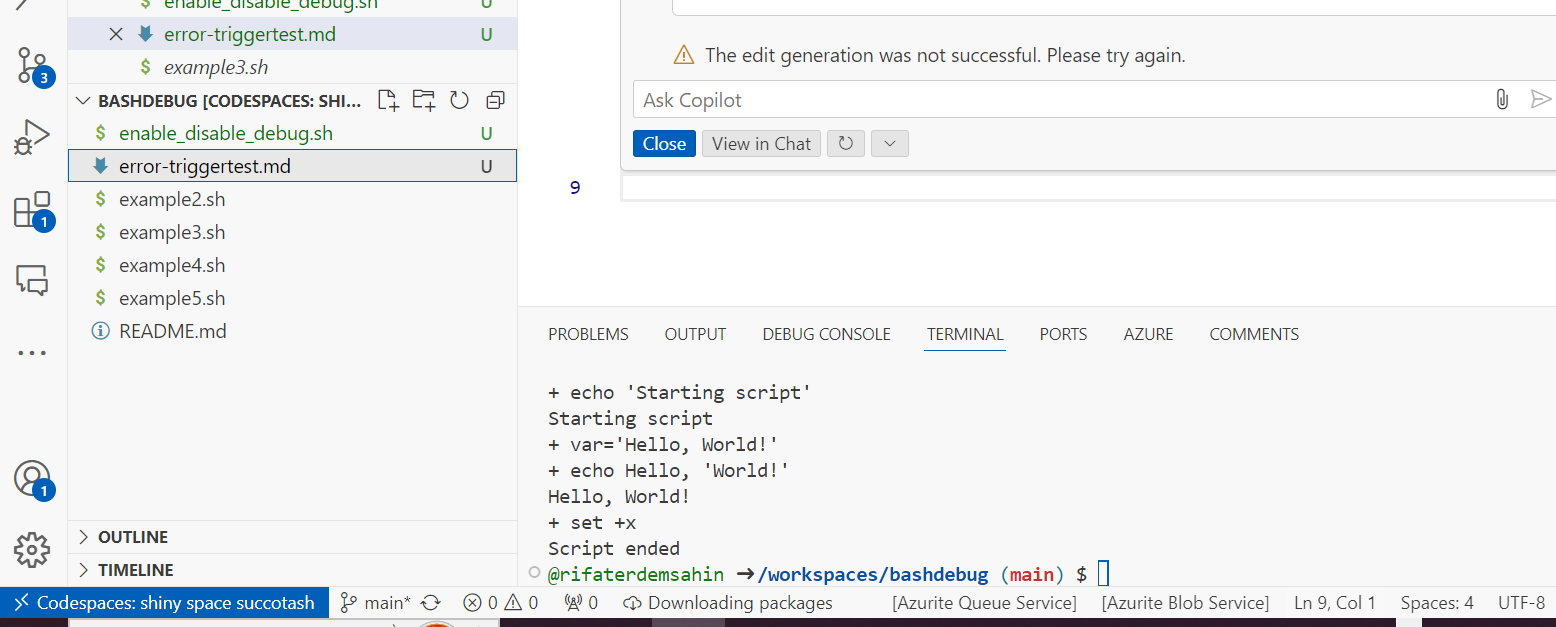 $ enable_disable_debug.sh U
error-triggertest.md U
$ example3.sh
3
BASHDEBUG [CODESPACES: SHI...
$ enable_disable_debug.sh U
error-triggertest.md U
$ example2.sh
1
$ example3.sh
$ example4.sh
$ example5.sh
README.md
1
OUTLINE
TIMELINE
The edit generation was not successful. Please try again.
Ask Copilot
Close View in Chat
9
PROBLEMS OUTPUT DEBUG CONSOLE TERMINAL PORTS AZURE COMMENTS
+ echo 'Starting script'
Starting script
+ var='Hello, World!'
+ echo Hello, 'World!'
Hello, World!
+ set +x
Script ended
@rifaterdemsahin ➜/workspaces/bashdebug (main) $
Codespaces: shiny space succotash main* 0 0 0 Downloading packages [Azurite Queue Service] [Azurite Blob Service] Ln 9, Col 1 Spaces: 4 UTF-8